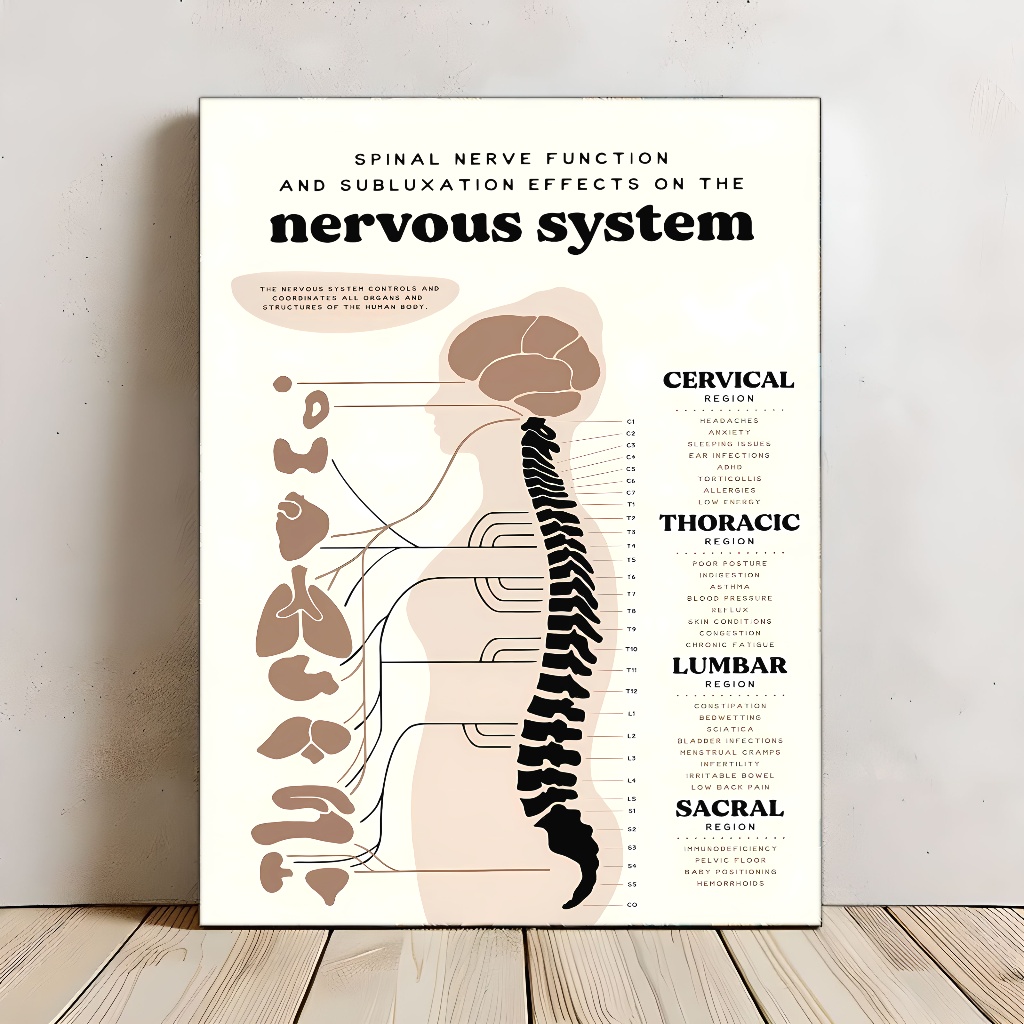 SPINAL NERVE FUNCTION
AND SUBLUXATION EFFECTS ON THE
nervous system
THE NERVOUS SYSTEM CONTROLS AND
COORDINATES ALL ORGANS AND
STRUCTURES OF THE HUMAN BODY.
C1
C2
C3
C4
C5
C6
C7
T1
T2
T3
T4
T5
T6
T7
T8
T9
T10
T11
T12
L1
L2
L3
L4
L5
S1
S2
S3
S4
S5
CO
CERVICAL
REGION
HEADACHES
ANXIETY
SLEEPING ISSUES
EAR INFECTIONS
ADHD
TORTICOLLIS
ALLERGIES
LOW ENERGY
THORACIC
REGION
POOR POSTURE
INDIGESTION
ASTHMA
BLOOD PRESSURE
REFLUX
SKIN CONDITIONS
CONGESTION
CHRONIC FATIGUE
LUMBAR
REGION
CONSTIPATION
BEDWETTING
SCIATICA
BLADDER INFECTIONS
MENSTRUAL CRAMPS
INFERTILITY
IRRITABLE BOWEL
LOW BACK PAIN
SACRAL
REGION
IMMUNODEFICIENCY
PELVIC FLOOR
BABY POSITIONING
HEMORRHOIDS